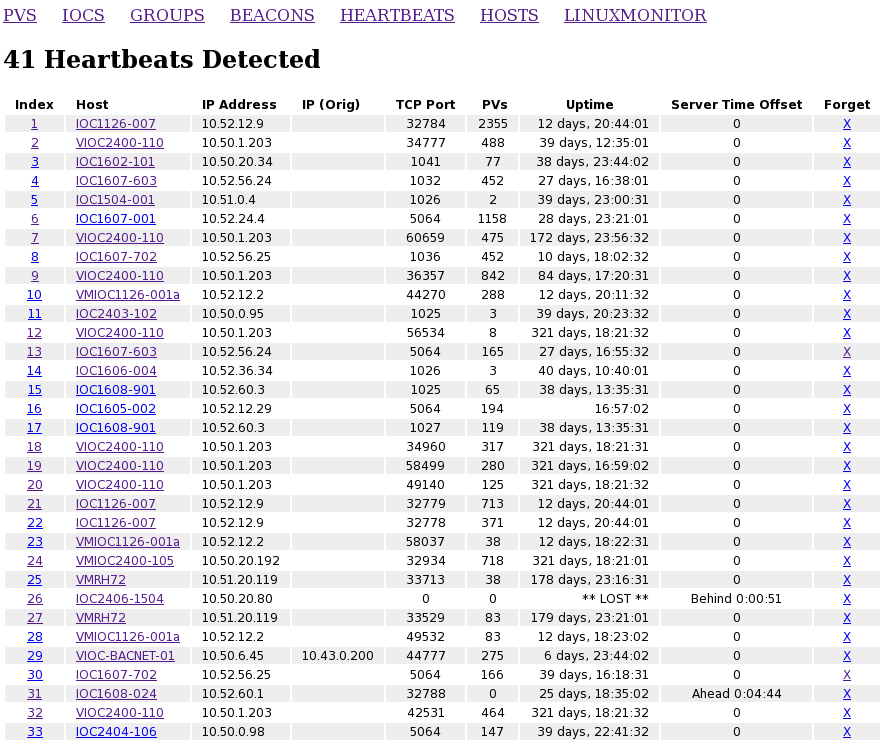 PVS IOCS GROUPS BEACONS HEARTBEATS HOSTS LINUXMONITOR
41 Heartbeats Detected
Index Host IP Address IP (Orig) TCP Port PVs Uptime Server Time Offset Forget
1 IOC1126-007 10.52.12.9 32784 2355 12 days, 20:44:01 0 X
2 VIOC2400-110 10.50.1.203 34777 488 39 days, 12:35:01 0 X
3 IOC1602-101 10.50.20.34 1041 77 38 days, 23:44:02 0 X
4 IOC1607-603 10.52.56.24 1032 452 27 days, 16:38:01 0 X
5 IOC1504-001 10.51.0.4 1026 2 39 days, 23:00:31 0 X
6 IOC1607-001 10.52.24.4 5064 1158 28 days, 23:21:01 0 X
7 VIOC2400-110 10.50.1.203 60659 475 172 days, 23:56:32 0 X
8 IOC1607-702 10.52.56.25 1036 452 10 days, 18:02:32 0 X
9 VIOC2400-110 10.50.1.203 36357 842 84 days, 17:20:31 0 X
10 VMIOC1126-001a 10.52.12.2 44270 288 12 days, 20:11:32 0 X
11 IOC2403-102 10.50.0.95 1025 3 39 days, 20:23:32 0 X
12 VIOC2400-110 10.50.1.203 56534 8 321 days, 18:21:32 0 X
13 IOC1607-603 10.52.56.24 5064 165 27 days, 16:55:32 0 X
14 IOC1606-004 10.52.36.34 1026 3 40 days, 10:40:01 0 X
15 IOC1608-901 10.52.60.3 1025 65 38 days, 13:35:31 0 X
16 IOC1605-002 10.52.12.29 5064 194 16:57:02 0 X
17 IOC1608-901 10.52.60.3 1027 119 38 days, 13:35:31 0 X
18 VIOC2400-110 10.50.1.203 34960 317 321 days, 18:21:31 0 X
19 VIOC2400-110 10.50.1.203 58499 280 321 days, 16:59:02 0 X
20 VIOC2400-110 10.50.1.203 49140 125 321 days, 18:21:32 0 X
21 IOC1126-007 10.52.12.9 32779 713 12 days, 20:44:01 0 X
22 IOC1126-007 10.52.12.9 32778 371 12 days, 20:44:01 0 X
23 VMIOC1126-001a 10.52.12.2 58037 38 12 days, 18:22:31 0 X
24 VMIOC2400-105 10.50.20.192 32934 718 321 days, 18:21:01 0 X
25 VMRH72 10.51.20.119 33713 38 178 days, 23:16:31 0 X
26 IOC2406-1504 10.50.20.80 0 0 ** LOST ** Behind 0:00:51 X
27 VMRH72 10.51.20.119 33529 83 179 days, 23:21:01 0 X
28 VMIOC1126-001a 10.52.12.2 49532 83 12 days, 18:23:02 0 X
29 VIOC-BACNET-01 10.50.6.45 10.43.0.200 44777 275 6 days, 23:44:02 0 X
30 IOC1607-702 10.52.56.25 5064 166 39 days, 16:18:31 0 X
31 IOC1608-024 10.52.60.1 32788 0 25 days, 18:35:02 Ahead 0:04:44 X
32 VIOC2400-110 10.50.1.203 42531 464 321 days, 18:21:32 0 X
33 IOC2404-106 10.50.0.98 5064 147 39 days, 22:41:32 0 X